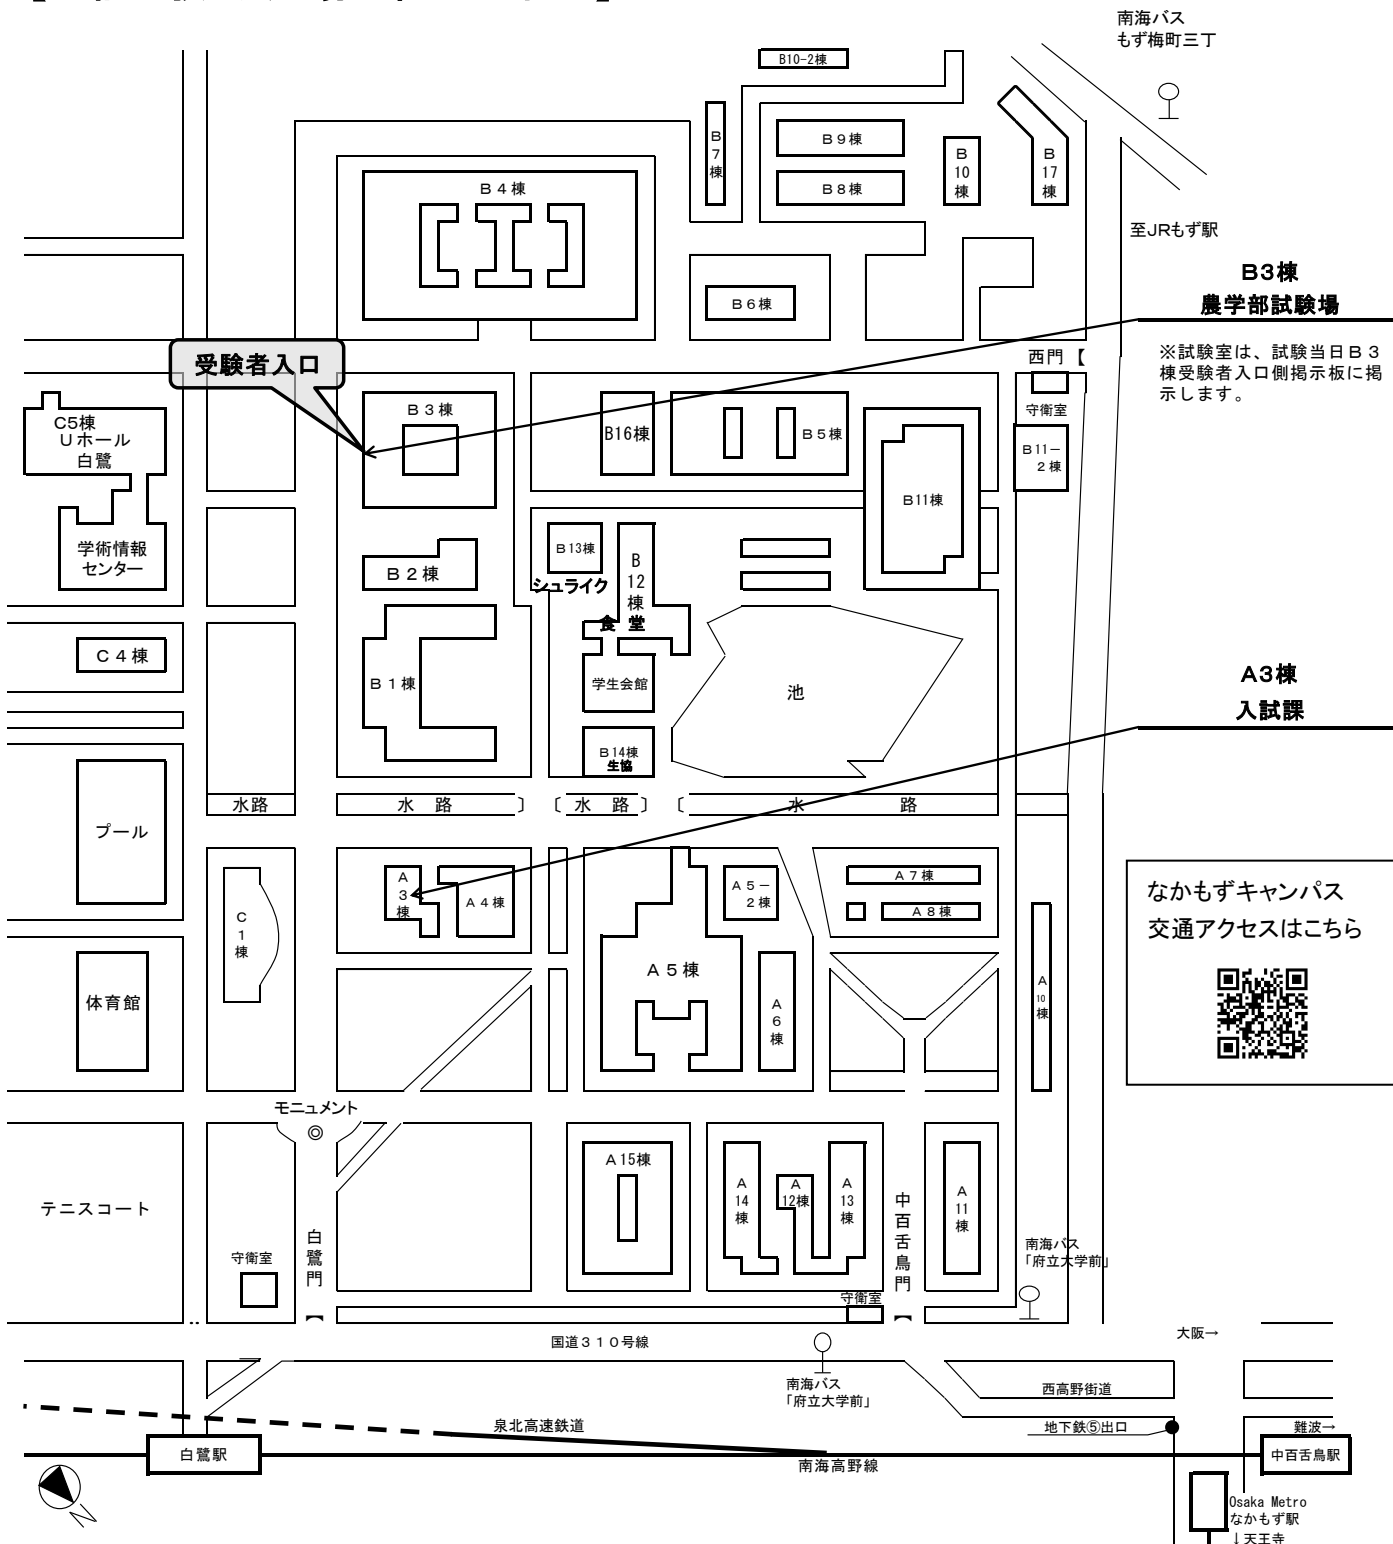 南海バス
もず梅町三丁
B10-2棟
B7棟
B9棟
B8棟
B10棟
B17棟
B4棟
至JRもず駅
B3棟
農学部試験場
B6棟
※試験室は、試験当日B3
棟受験者入口側掲示板に掲
示します。
西門【
守衛室
受験者入口
B3棟
C5棟
Uホール
白鷺
B16棟
B5棟
B11-
2棟
B11棟
学術情報
センター
B13棟
シュライク
B12棟
食堂
B2棟
C4棟
B1棟
学生会館
池
A3棟
入試課
B14棟
生協
水路
水 路 〕
〔 水 路 〕
〔 水 路
プール
A3棟
A4棟
A5-
2棟
A7棟
A8棟
C1棟
なかもずキャンパス
交通アクセスはこちら
A5棟
体育館
A6棟
A10棟
モニュメント
テニスコート
A15棟
A14棟
A12棟
A13棟
A11棟
中百舌鳥門
白鷺門
守衛室
南海バス
「府立大学前」
守衛室
国道310号線
大阪→
南海バス
「府立大学前」
西高野街道
泉北高速鉄道
地下鉄⑤出口
難波→
白鷺駅
南海高野線
中百舌鳥駅
N
Osaka Metro
なかもず駅
↓天王寺